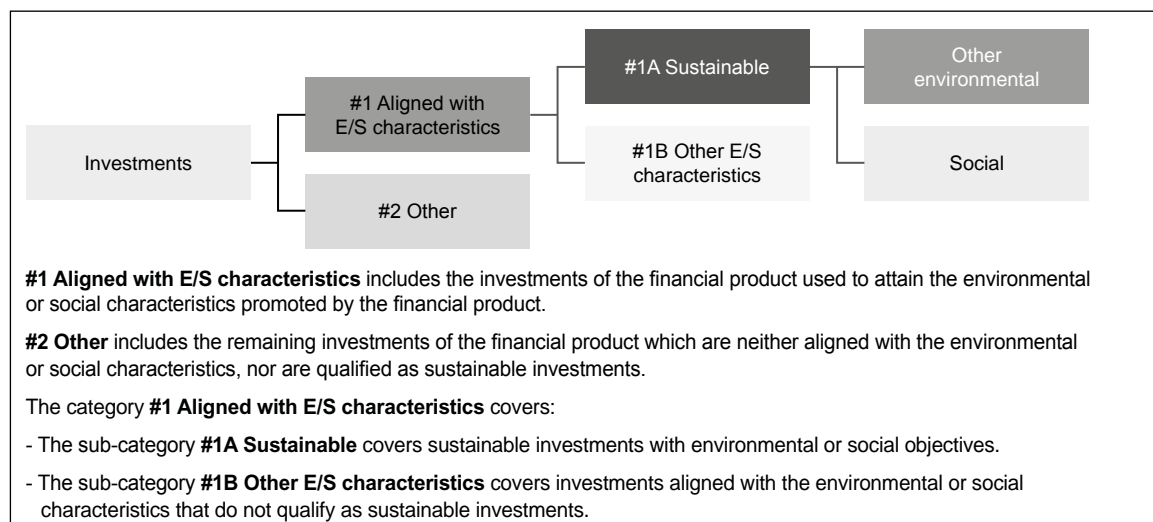 Investments
#1 Aligned with
E/S characteristics
#2 Other
#1A Sustainable
#1B Other E/S
characteristics
Other
environmental
Social
#1 Aligned with E/S characteristics includes the investments of the financial product used to attain the environmental
or social characteristics promoted by the financial product.
#2 Other includes the remaining investments of the financial product which are neither aligned with the environmental
or social characteristics, nor are qualified as sustainable investments.
The category #1 Aligned with E/S characteristics covers:
- The sub-category #1A Sustainable covers sustainable investments with environmental or social objectives.
- The sub-category #1B Other E/S characteristics covers investments aligned with the environmental or social
characteristics that do not qualify as sustainable investments.